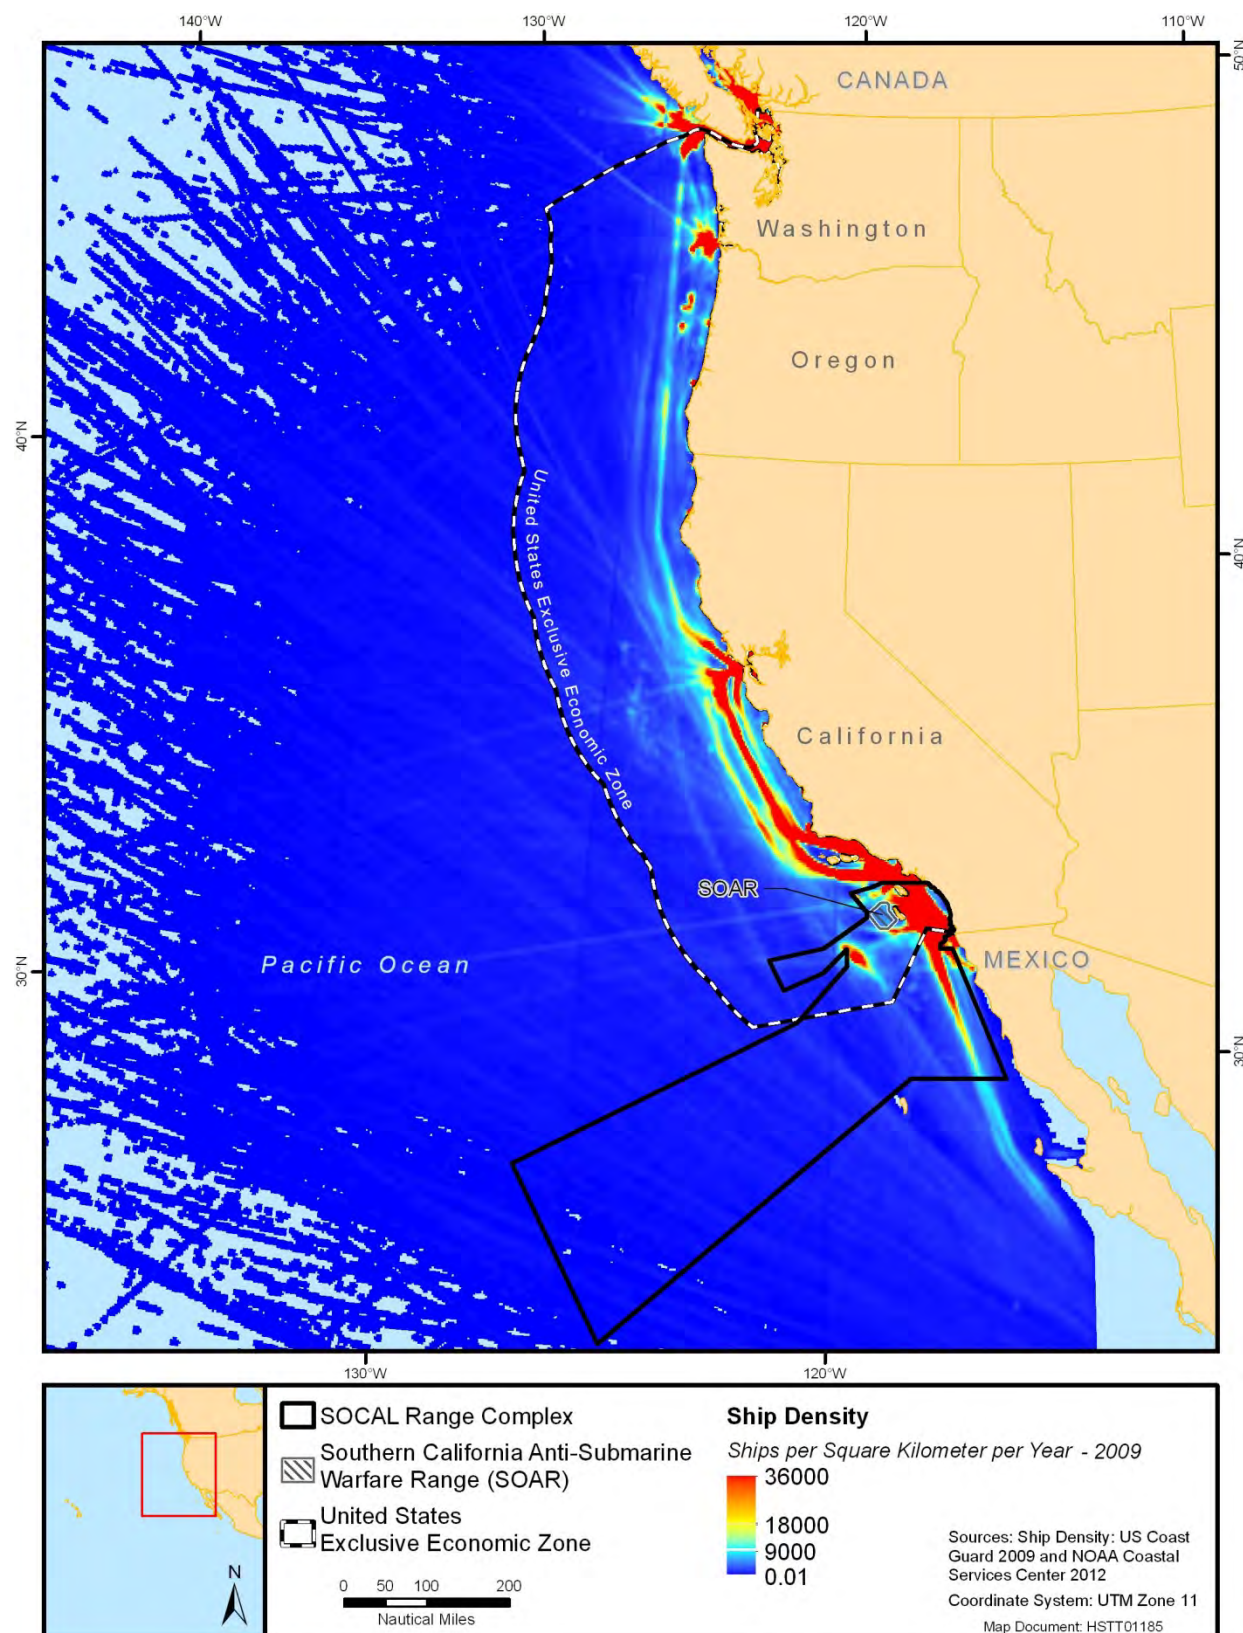 140°W 130°W 120°W 110°W
50°N
CANADA
Washington
Oregon
40°N
40°N
United States Exclusive Economic Zone
California
SOAR
Pacific Ocean
MEXICO
30°N
30°N
130°W 120°W
SOCAL Range Complex
Southern California Anti-Submarine
Warfare Range (SOAR)
United States
Exclusive Economic Zone
N
0 50 100 200
Nautical Miles
Ship Density
Ships per Square Kilometer per Year - 2009
36000
18000
9000
0.01
Sources: Ship Density: US Coast
Guard 2009 and NOAA Coastal
Services Center 2012
Coordinate System: UTM Zone 11
Map Document: HSTT01185